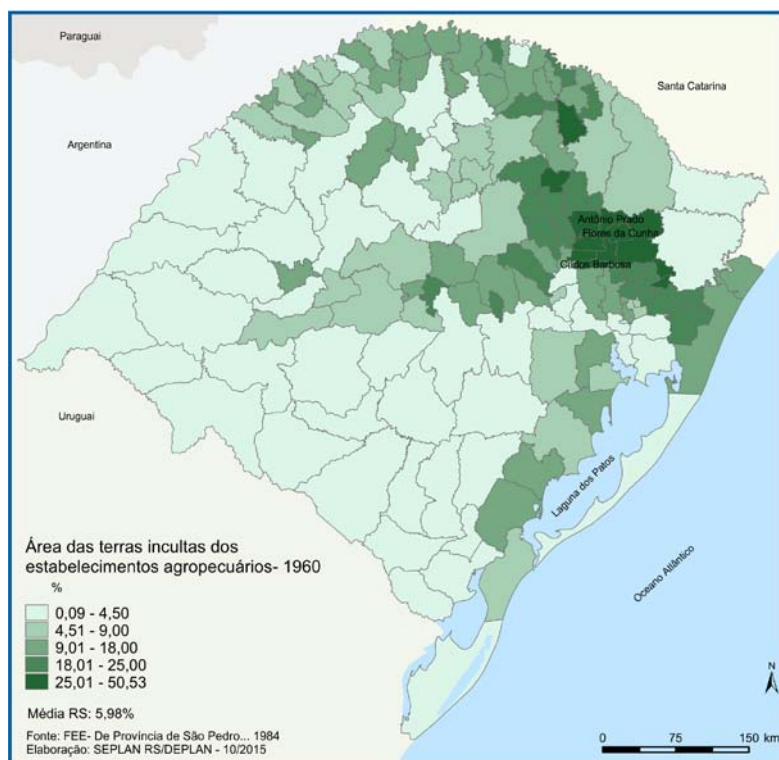 Paraguai
Santa Catarina
Argentina
Antônio Prado
Flores da Cunha
Carlos Barbosa
Uruguai
Laguna dos Patos
Oceano Atlântico
Área das terras incultas dos
estabelecimentos agropecuários- 1960
%
0,09 - 4,50
4,51 - 9,00
9,01 - 18,00
18,01 - 25,00
25,01 - 50,53
Média RS: 5,98%
Fonte: FEE- De Província de São Pedro... 1984
Elaboração: SEPLAN RS/DEPLAN - 10/2015
N
0 75 150 km